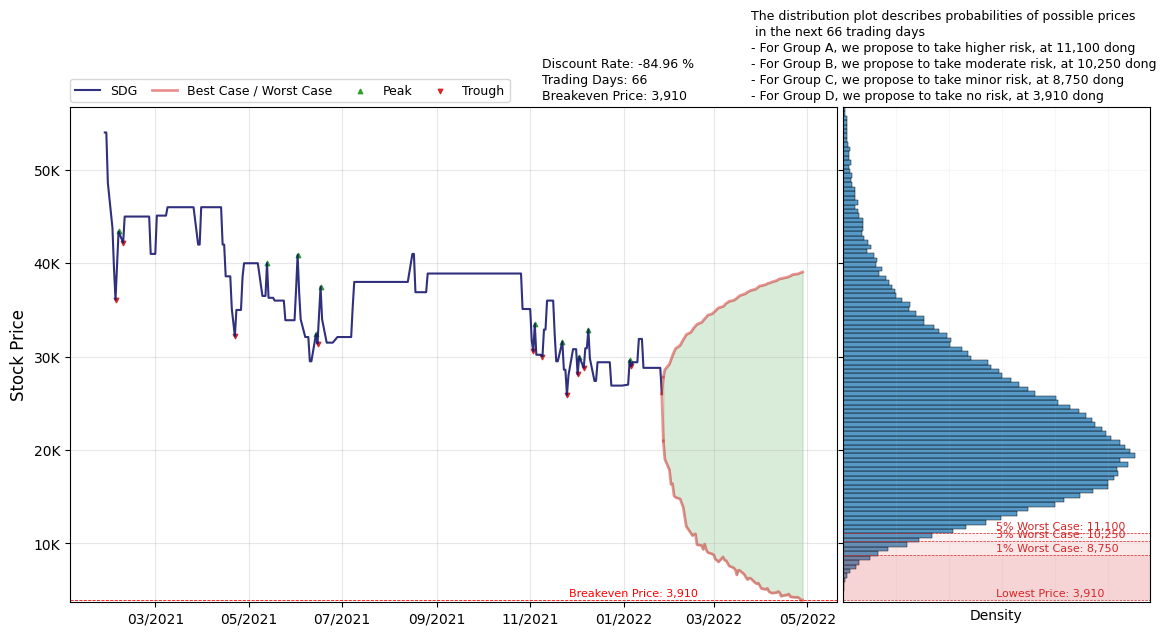 The distribution plot describes probabilities of possible prices
in the next 66 trading days
- For Group A, we propose to take higher risk, at 11,100 dong
- For Group B, we propose to take moderate risk, at 10,250 dong
- For Group C, we propose to take minor risk, at 8,750 dong
- For Group D, we propose to take no risk, at 3,910 dong
Discount Rate: -84.96 %
Trading Days: 66
Breakeven Price: 3,910
SDG
Best Case / Worst Case
Peak
Trough
Stock Price
50K
40K
30K
20K
10K
Breakeven Price: 3,910
03/2021
05/2021
07/2021
09/2021
11/2021
01/2022
03/2022
05/2022
5% Worst Case: 11,100
3% Worst Case: 10,250
1% Worst Case: 8,750
Lowest Price: 3,910
Density